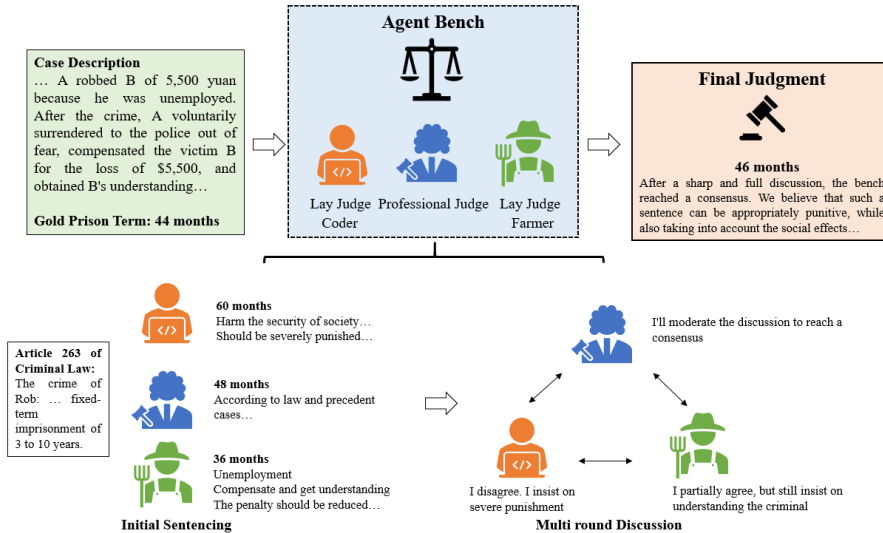 Agent Bench
Case Description
… A robbed B of 5,500 yuan
because he was unemployed.
After the crime, A voluntarily
surrendered to the police out of
fear, compensated the victim B
for the loss of $5,500, and
obtained B's understanding…
Gold Prison Term: 44 months
</>
Lay Judge
Coder
Professional Judge
Lay Judge
Farmer
Final Judgment
46 months
After a sharp and full discussion, the bench
reached a consensus. We believe that such a
sentence can be appropriately punitive, while
also taking into account the social effects…
Article 263 of
Criminal Law:
The crime of
Rob: … fixed-
term
imprisonment of
3 to 10 years.
</>
60 months
Harm the security of society…
Should be severely punished…
48 months
According to law and precedent
cases…
36 months
Unemployment
Compensate and get understanding
The penalty should be reduced…
Initial Sentencing
I'll moderate the discussion to reach a
consensus
</>
I disagree. I insist on
severe punishment
I partially agree, but still insist on
understanding the criminal
Multi round Discussion